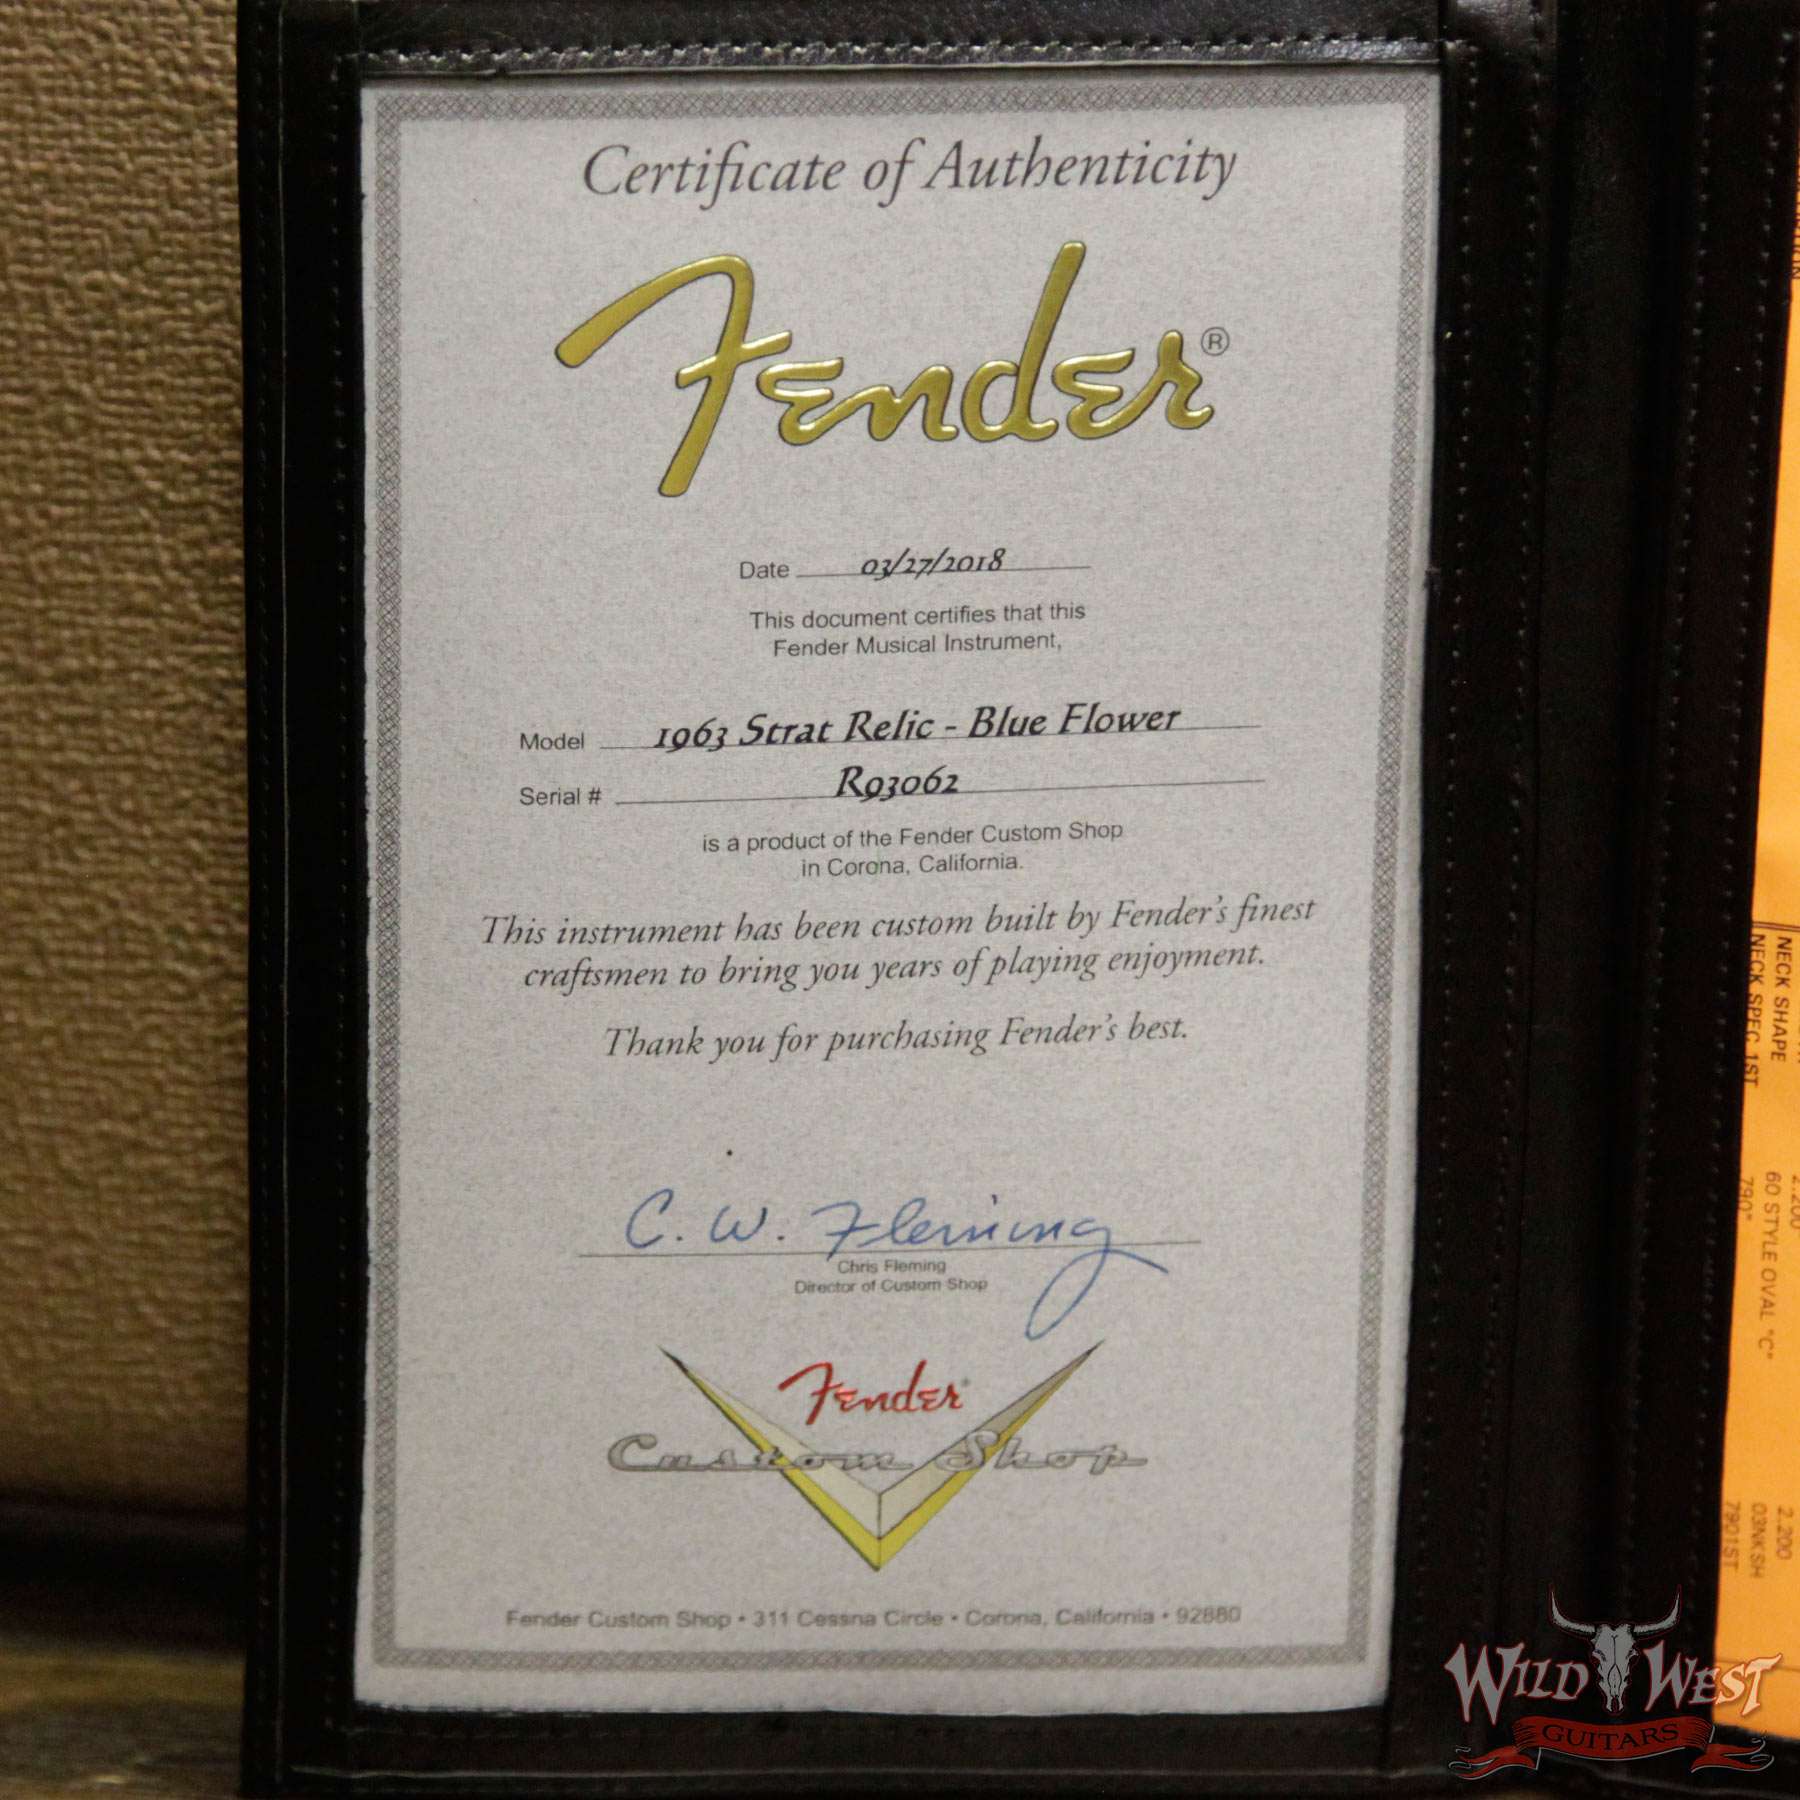 Certificate of Authenticity
Fender®
Date 03/27/2018
This document certifies that this
Fender Musical Instrument,
Model 1963 Strat Relic - Blue Flower
Serial # R93062
is a product of the Fender Custom Shop
in Corona, California.
This instrument has been custom built by Fender's finest
craftsmen to bring you years of playing enjoyment.
Thank you for purchasing Fender's best.
C. W. Fleming
Chris Fleming
Director of Custom Shop
Fender®
Custom Shop
Fender Custom Shop • 311 Cessna Circle • Corona, California • 92880
NECK SHAPE
NECK SPEC 1ST
60 STYLE OVAL "C"
.790"
2.200
03NKSH
7901ST
WILD WEST
GUITARS